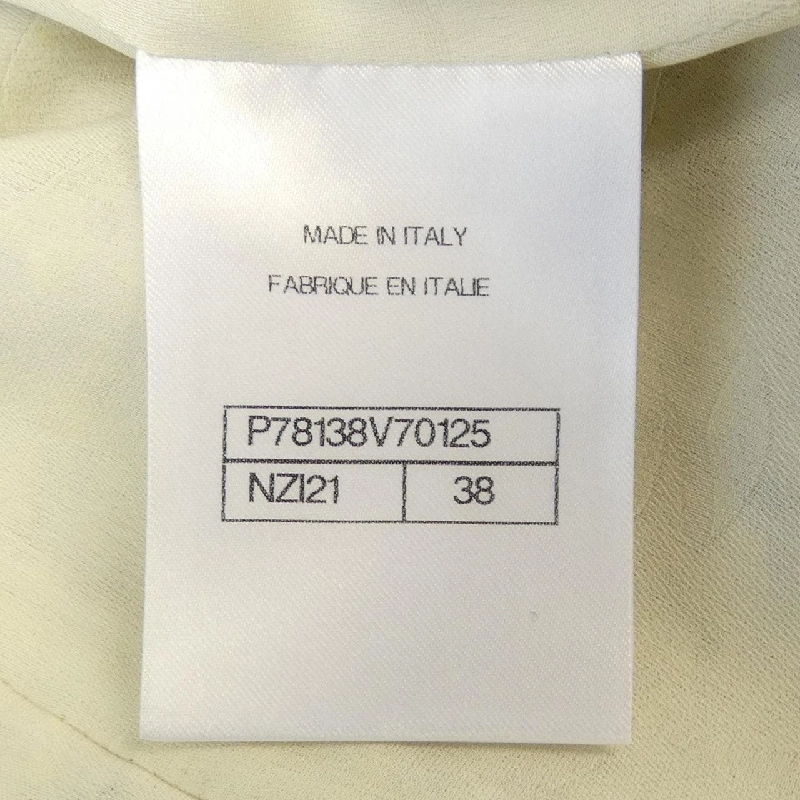 MADE IN ITALY
FABRIQUE EN ITALIE
P78138V70125
NZI21 38